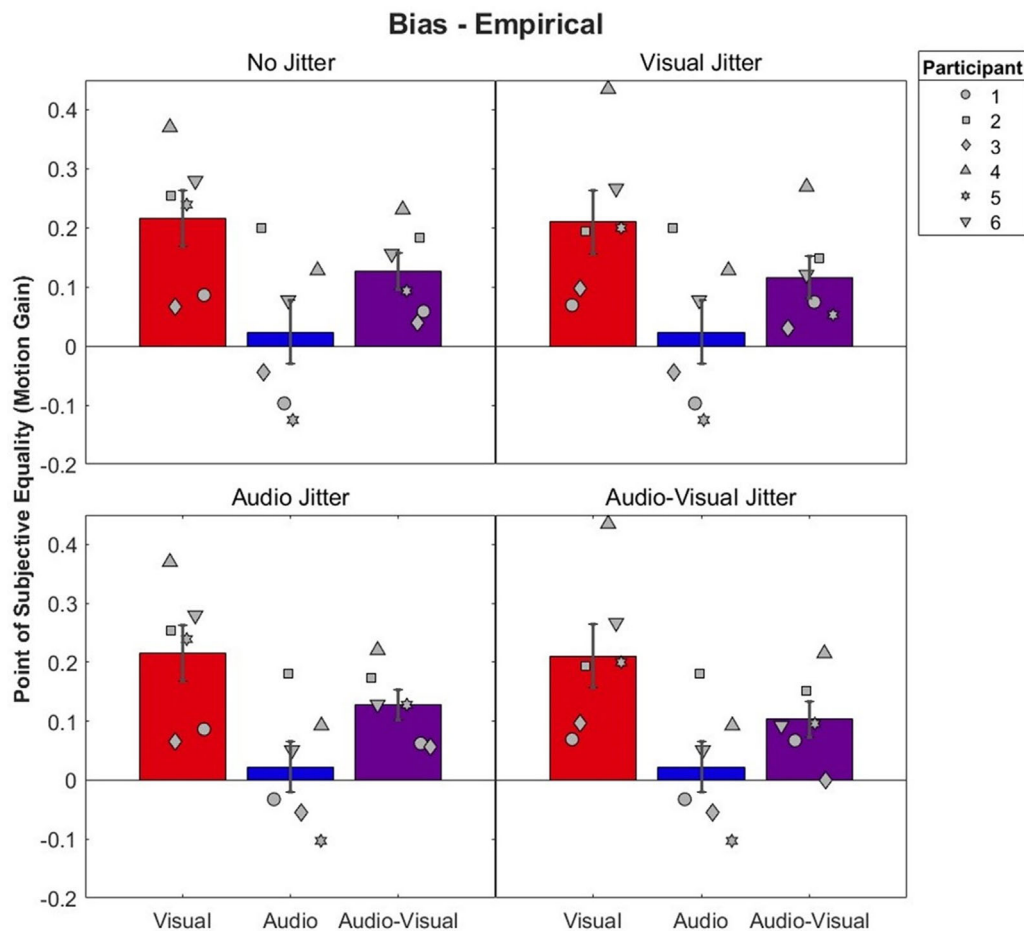 Bias - Empirical
No Jitter
Visual Jitter
Participant
1
2
3
4
5
6
Point of Subjective Equality (Motion Gain)
0.4
0.3
0.2
0.1
0
-0.1
-0.2
Audio Jitter
Audio-Visual Jitter
0.4
0.3
0.2
0.1
0
-0.1
-0.2
Visual Audio Audio-Visual Visual Audio Audio-Visual